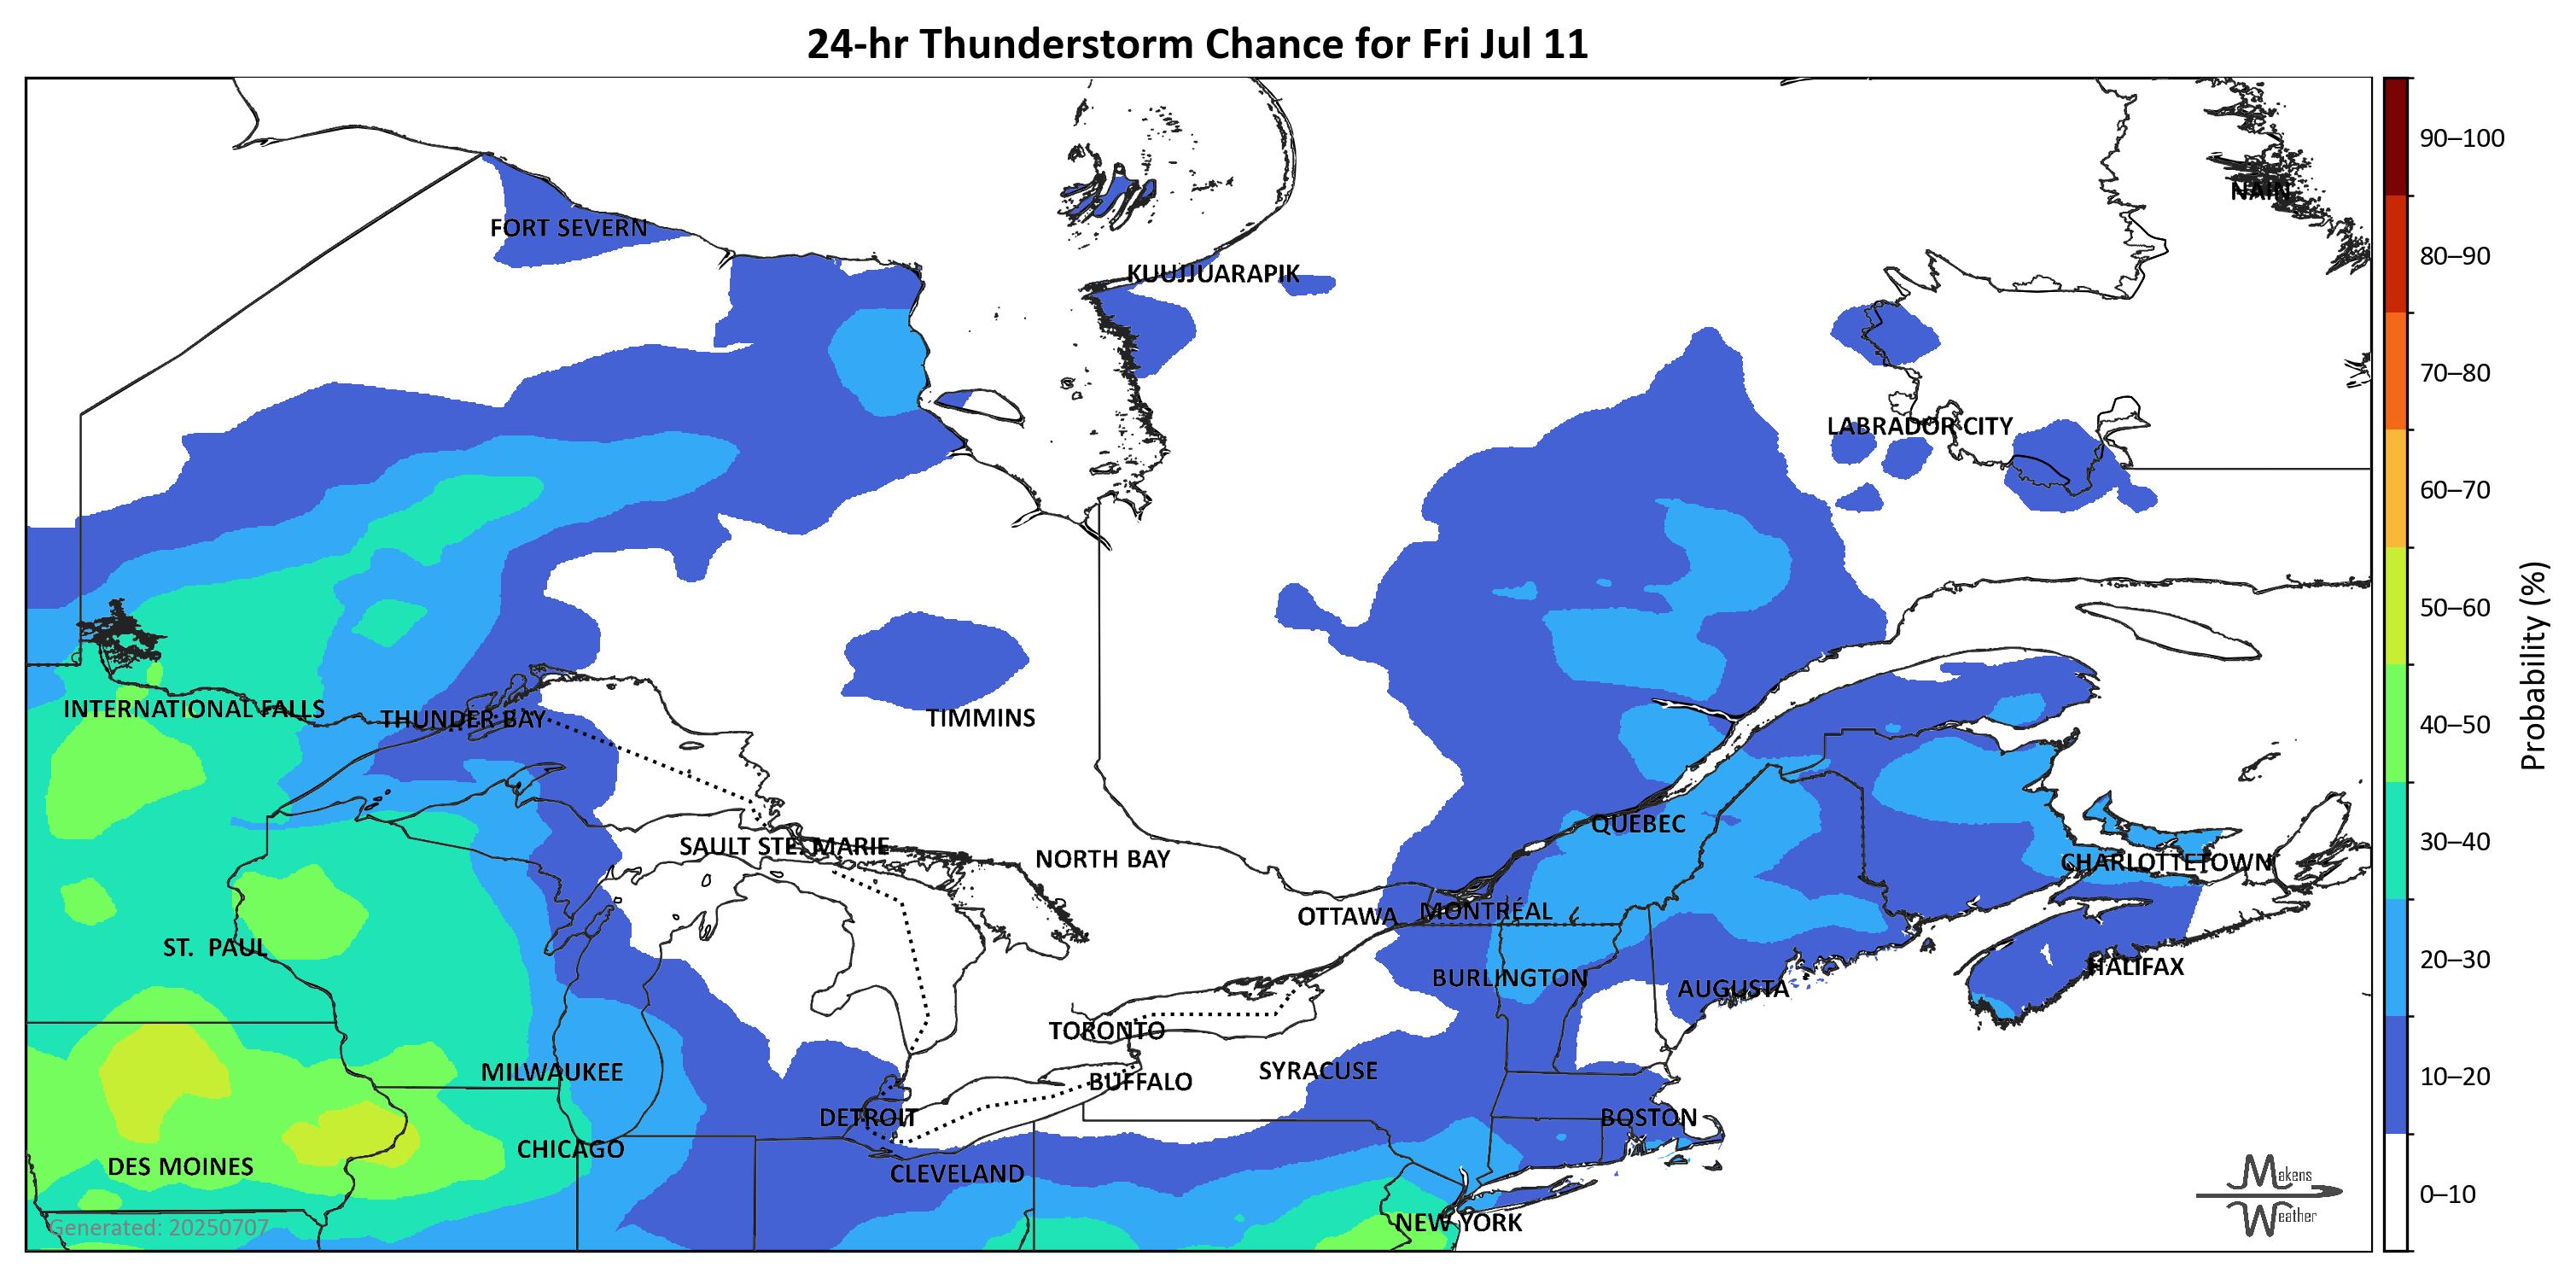 24-hr Thunderstorm Chance for Fri Jul 11
90–100
NAIN
FORT SEVERN
80–90
KUUJJUARAPIK
70–80
LABRADOR CITY
60–70
50–60
INTERNATIONAL FALLS
THUNDER BAY
TIMMINS
40–50
Probability (%)
QUEBEC
SAULT STE. MARIE
NORTH BAY
CHARLOTTETOWN
30–40
OTTAWA
MONTRÉAL
ST. PAUL
HALIFAX
20–30
BURLINGTON
AUGUSTA
TORONTO
MILWAUKEE
SYRACUSE
BUFFALO
10–20
DETROIT
BOSTON
CHICAGO
DES MOINES
CLEVELAND
Makens
Weather
0–10
NEW YORK
Generated: 20250707